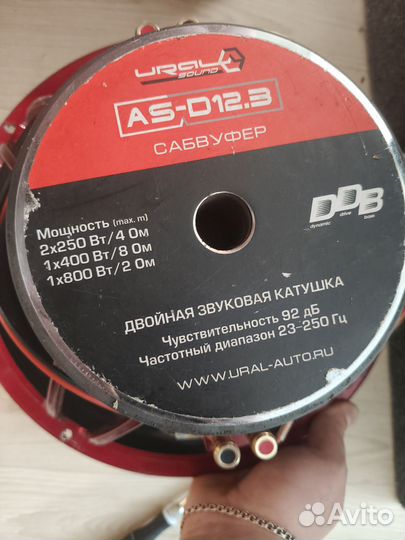 URAL
SOUND
AS-D12.3
САБВУФЕР
Мощность (max. m)
2x250 Вт/4 Ом
1x400 Вт/8 Ом
1x800 Вт/2 Ом
DDB
dynamic drive bass
ДВОЙНАЯ ЗВУКОВАЯ КАТУШКА
Чувствительность 92 дБ
Частотный диапазон 23-250 Гц
WWW.URAL-AUTO.RU
Avito